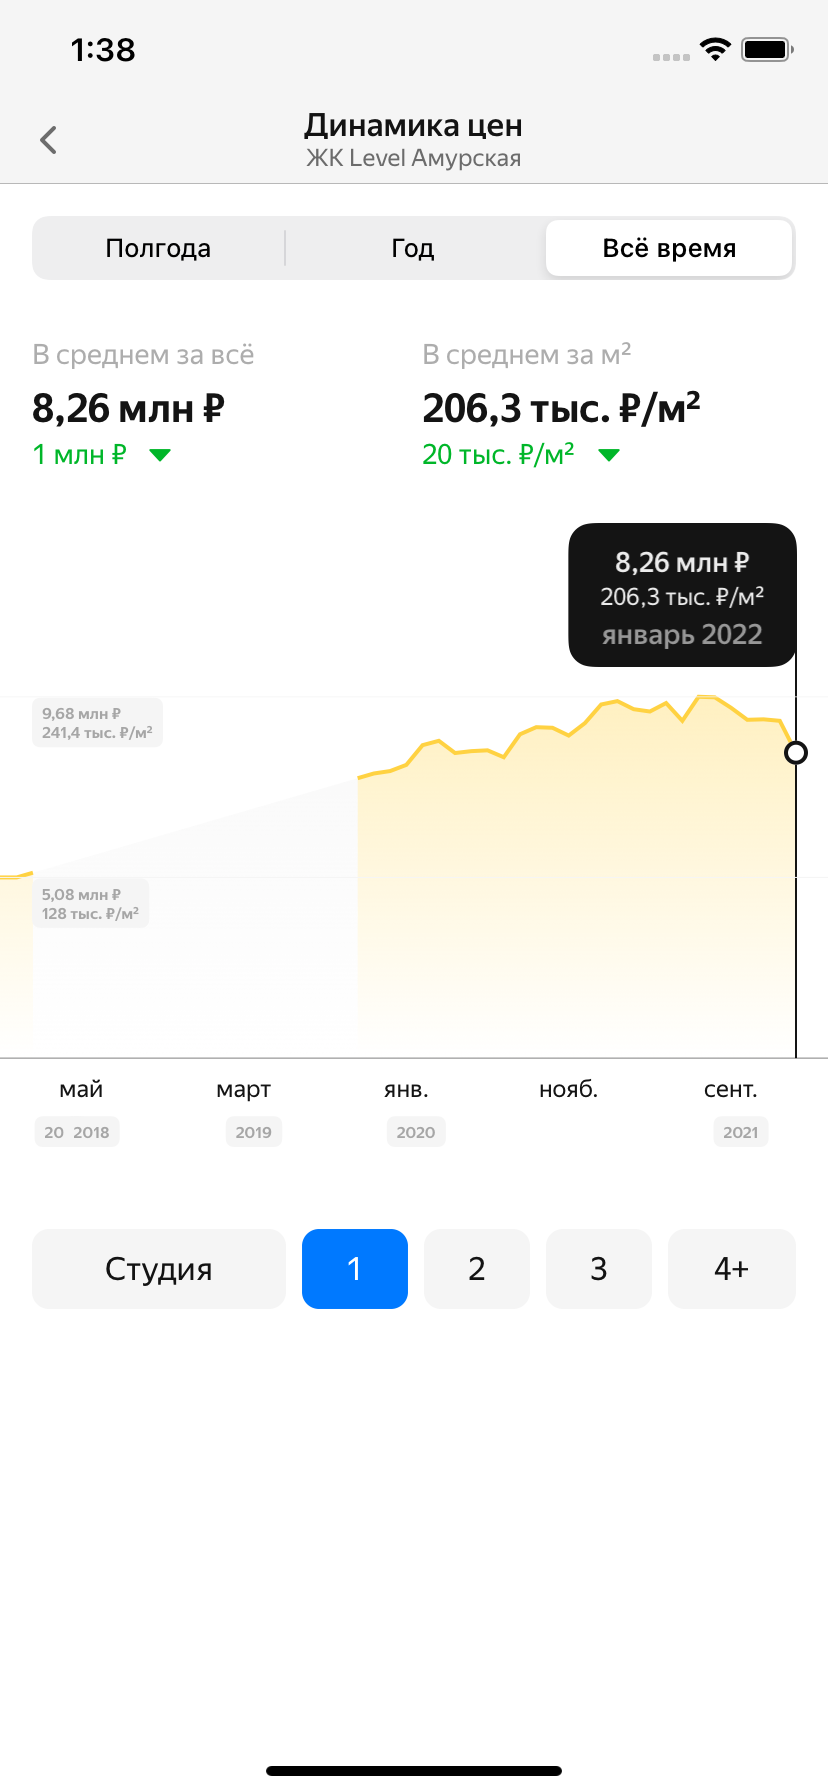 1:38
Динамика цен
ЖК Level Амурская
Полгода Год Всё время
В среднем за всё В среднем за м²
8,26 млн ₽ 206,3 тыс. ₽/м²
1 млн ₽ 20 тыс. ₽/м²
8,26 млн ₽
206,3 тыс. ₽/м²
январь 2022
9,68 млн ₽
241,4 тыс. ₽/м²
5,08 млн ₽
128 тыс. ₽/м²
май март янв. нояб. сент.
20 2018 2019 2020 2021
Студия 1 2 3 4+